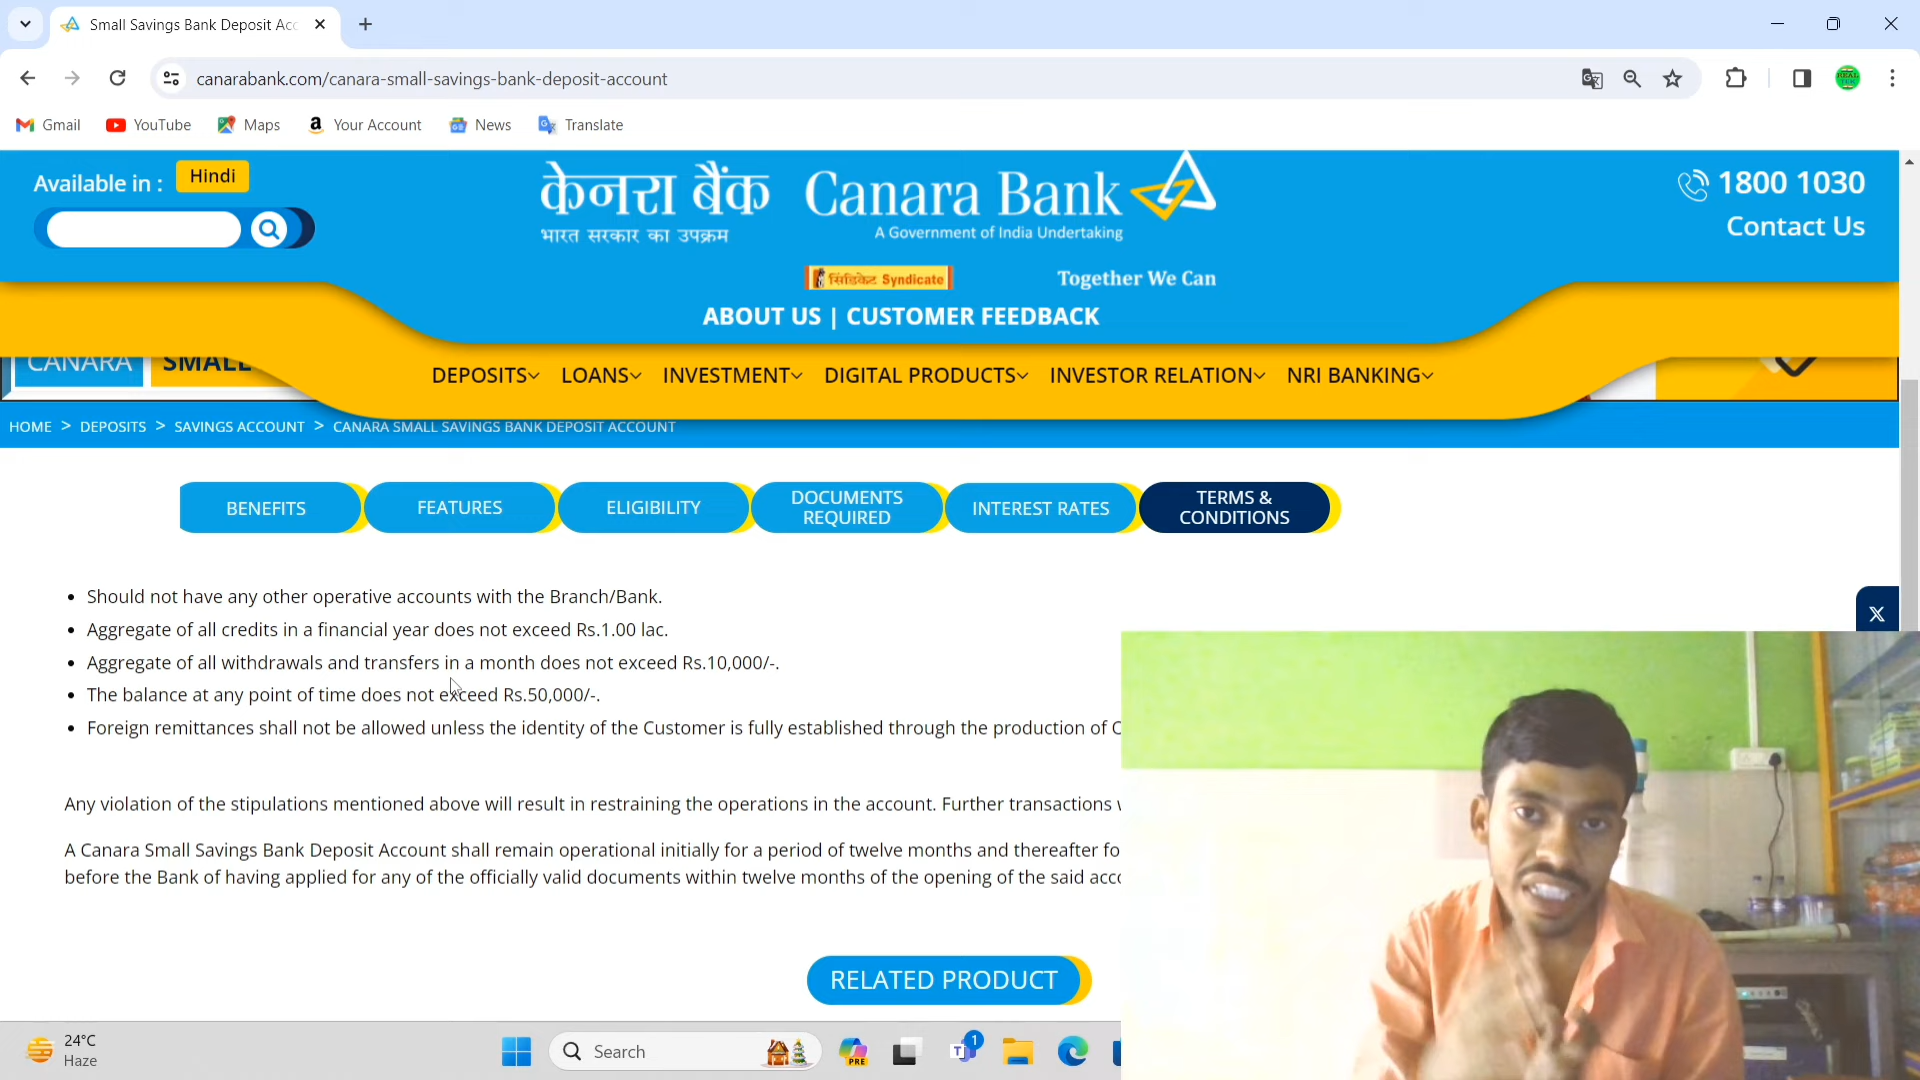 Small Savings Bank Deposit Acc
canarabank.com/canara-small-savings-bank-deposit-account
Gmail YouTube Maps Your Account News Translate
Available in : Hindi
केनरा बैंक Canara Bank
भारत सरकार का उपक्रम A Government of India Undertaking
सिंडिकेट Syndicate Together We Can
1800 1030
Contact Us
ABOUT US | CUSTOMER FEEDBACK
CANARA SMALL
DEPOSITS LOANS INVESTMENT DIGITAL PRODUCTS INVESTOR RELATION NRI BANKING
HOME > DEPOSITS > SAVINGS ACCOUNT > CANARA SMALL SAVINGS BANK DEPOSIT ACCOUNT
BENEFITS
FEATURES
ELIGIBILITY
DOCUMENTS
REQUIRED
INTEREST RATES
TERMS &
CONDITIONS
Should not have any other operative accounts with the Branch/Bank.
Aggregate of all credits in a financial year does not exceed Rs.1.00 lac.
Aggregate of all withdrawals and transfers in a month does not exceed Rs.10,000/-.
The balance at any point of time does not exceed Rs.50,000/-.
Foreign remittances shall not be allowed unless the identity of the Customer is fully established through the production of
Any violation of the stipulations mentioned above will result in restraining the operations in the account. Further transactions
A Canara Small Savings Bank Deposit Account shall remain operational initially for a period of twelve months and thereafter fo
before the Bank of having applied for any of the officially valid documents within twelve months of the opening of the said acc
RELATED PRODUCT
24°C
Haze
Search
PRE
1